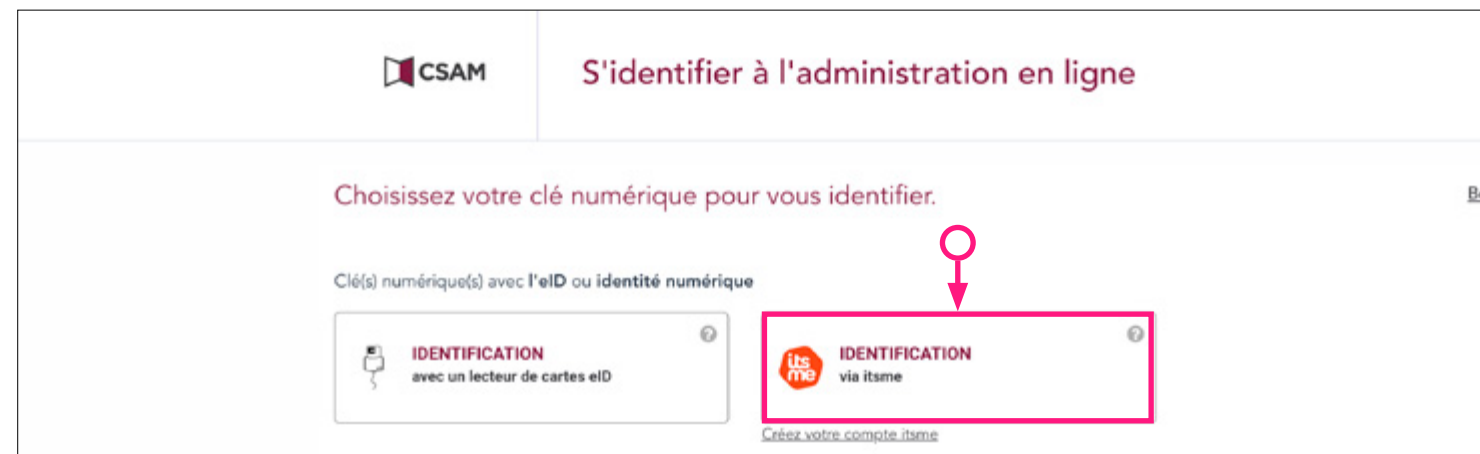 CSAM
S'identifier à l'administration en ligne
Choisissez votre clé numérique pour vous identifier.
Clé(s) numérique(s) avec l'eID ou identité numérique
IDENTIFICATION
avec un lecteur de cartes eID
?
its
me
IDENTIFICATION
via itsme
?
Créez votre compte itsme